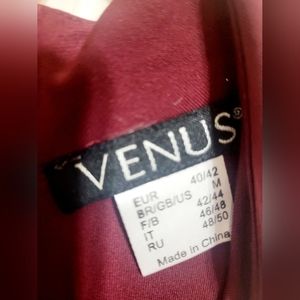 VENUS®
EUR 40/42
BR/GB/US M
F/B 42/44
IT 46/48
RU 48/50
Made in China